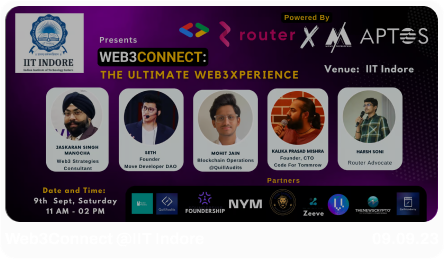 Powered By
IIT INDORE
Presents
router
APTOS
WEB3CONNECT:
THE ULTIMATE WEB3XPERIENCE
Venue: IIT Indore
JASKARAN SINGH MANOCHA
Web3 Strategies
Consultant
SETH
Founder
Move Developer DAO
MOHIT JAIN
Blockchain Operations
@QuillAudits
KALIKA PRASAD MISHRA
Founder, CTO
Code For Tommrow
HARSH SONI
Router Advocate
Partners
Date and Time:
9th Sept, Saturday
11 AM - 02 PM
FOUNDERSHIP
NYM
Zeeve
THENEWSCRYPTO
Web3Connect @IIT Indore
09.09.23